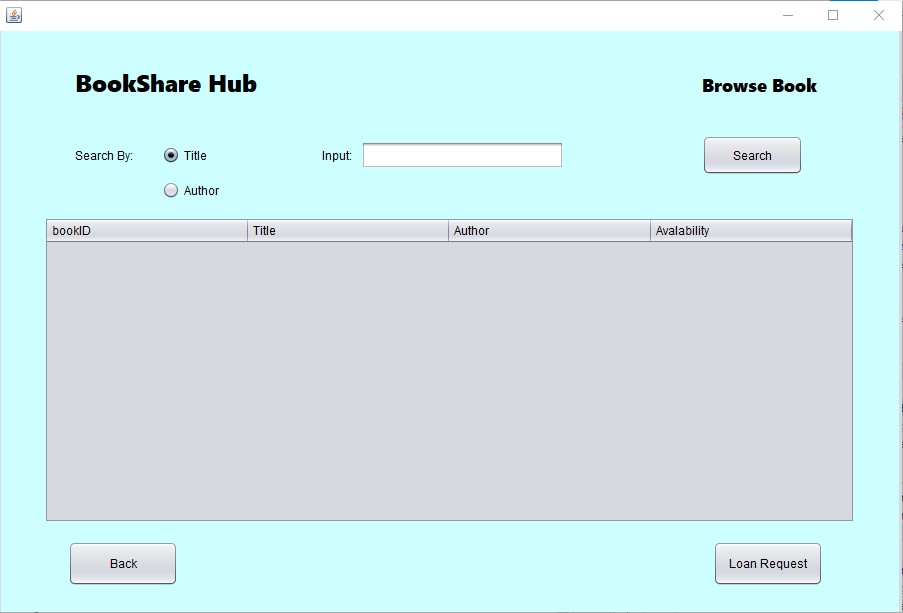 BookShare Hub
Browse Book
Search By: Title Input: Search
Author
bookID Title Author Avalability
Back Loan Request